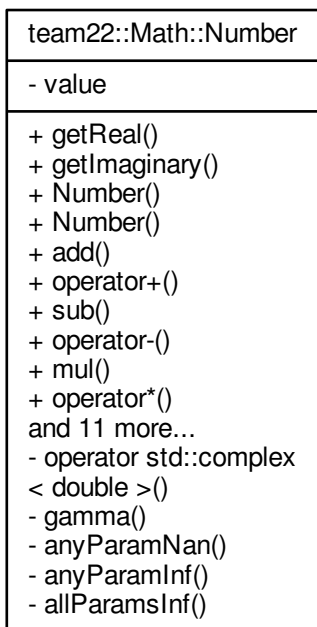 team22::Math::Number
- value
+ getReal()
+ getImaginary()
+ Number()
+ Number()
+ add()
+ operator+()
+ sub()
+ operator-()
+ mul()
+ operator*()
and 11 more...
- operator std::complex
< double >()
- gamma()
- anyParamNan()
- anyParamInf()
- allParamsInf()